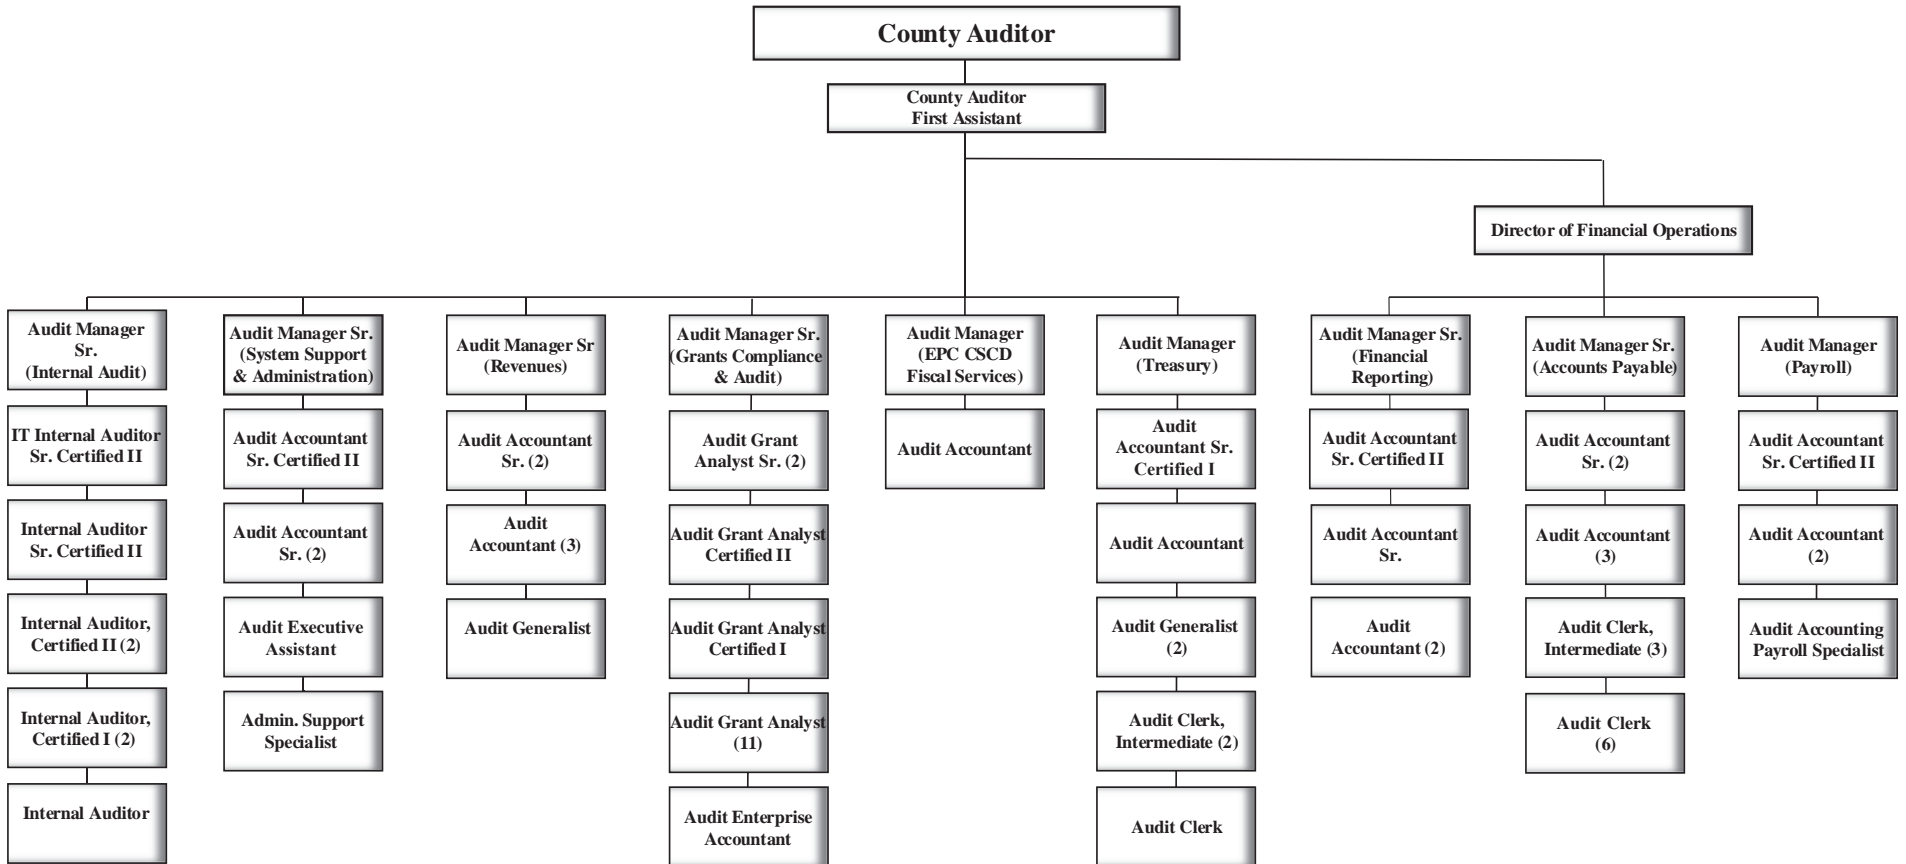 County Auditor
County Auditor
First Assistant
Director of Financial Operations
Audit Manager
Sr.
(Internal Audit)
IT Internal Auditor
Sr. Certified II
Internal Auditor
Sr. Certified II
Internal Auditor,
Certified II (2)
Internal Auditor,
Certified I (2)
Internal Auditor
Audit Manager Sr.
(System Support
& Administration)
Audit Accountant
Sr. Certified II
Audit Accountant
Sr. (2)
Audit Executive
Assistant
Admin. Support
Specialist
Audit Manager Sr
(Revenues)
Audit Accountant
Sr. (2)
Audit
Accountant (3)
Audit Generalist
Audit Manager Sr.
(Grants Compliance
& Audit)
Audit Grant
Analyst Sr. (2)
Audit Grant Analyst
Certified II
Audit Grant Analyst
Certified I
Audit Grant Analyst
(11)
Audit Enterprise
Accountant
Audit Manager
(EPC CSCD
Fiscal Services)
Audit Accountant
Audit Manager
(Treasury)
Audit
Accountant Sr.
Certified I
Audit Accountant
Audit Generalist
(2)
Audit Clerk,
Intermediate (2)
Audit Clerk
Audit Manager Sr.
(Financial
Reporting)
Audit Accountant
Sr. Certified II
Audit Accountant
Sr.
Audit
Accountant (2)
Audit Manager Sr.
(Accounts Payable)
Audit Accountant
Sr. (2)
Audit Accountant
(3)
Audit Clerk,
Intermediate (3)
Audit Clerk
(6)
Audit Manager
(Payroll)
Audit Accountant
Sr. Certified II
Audit Accountant
(2)
Audit Accounting
Payroll Specialist